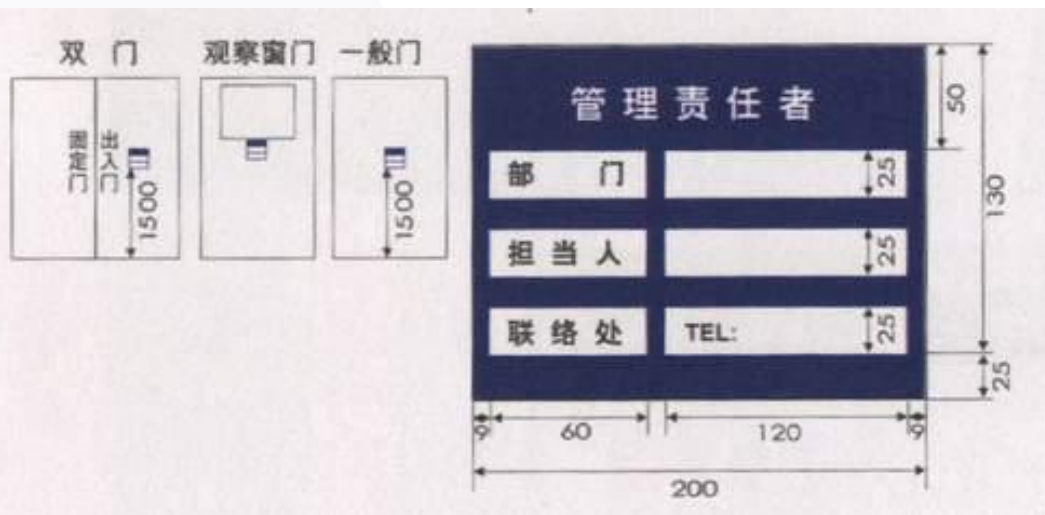 双 门 观察窗门 一般门
固定门
出入门
1500
1500
管理责任者
部 门
担当人
联络处 TEL:
50
25
25
25
130
25
9 60 120 9
200